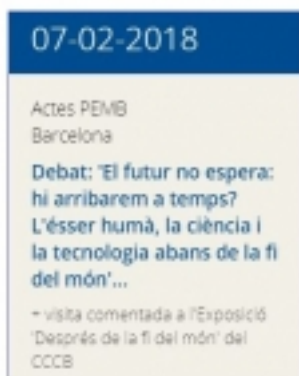 07-02-2018
Actes PEMB
Barcelona
Debat: 'El futur no espera:
hi arribarem a temps?
L'ésser humà, la ciència i
la tecnologia abans de la fi
del món'...
+ visita comentada a l'Exposició
'Després de la fi del món' del
CCCB